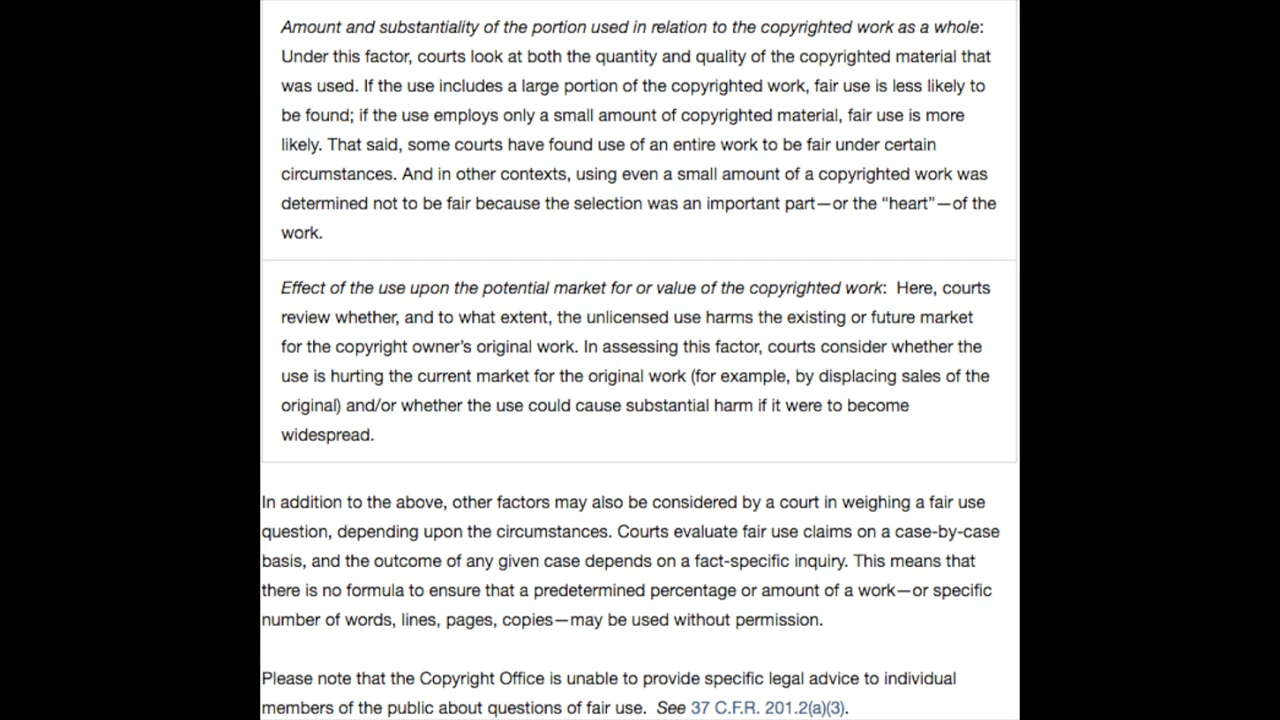 Amount and substantiality of the portion used in relation to the copyrighted work as a whole:
Under this factor, courts look at both the quantity and quality of the copyrighted material that
was used. If the use includes a large portion of the copyrighted work, fair use is less likely to
be found; if the use employs only a small amount of copyrighted material, fair use is more
likely. That said, some courts have found use of an entire work to be fair under certain
circumstances. And in other contexts, using even a small amount of a copyrighted work was
determined not to be fair because the selection was an important part—or the “heart”—of the
work.
Effect of the use upon the potential market for or value of the copyrighted work:  Here, courts
review whether, and to what extent, the unlicensed use harms the existing or future market
for the copyright owner’s original work. In assessing this factor, courts consider whether the
use is hurting the current market for the original work (for example, by displacing sales of the
original) and/or whether the use could cause substantial harm if it were to become
widespread.
In addition to the above, other factors may also be considered by a court in weighing a fair use
question, depending upon the circumstances. Courts evaluate fair use claims on a case-by-case
basis, and the outcome of any given case depends on a fact-specific inquiry. This means that
there is no formula to ensure that a predetermined percentage or amount of a work—or specific
number of words, lines, pages, copies—may be used without permission.
Please note that the Copyright Office is unable to provide specific legal advice to individual
members of the public about questions of fair use.  See 37 C.F.R. 201.2(a)(3).